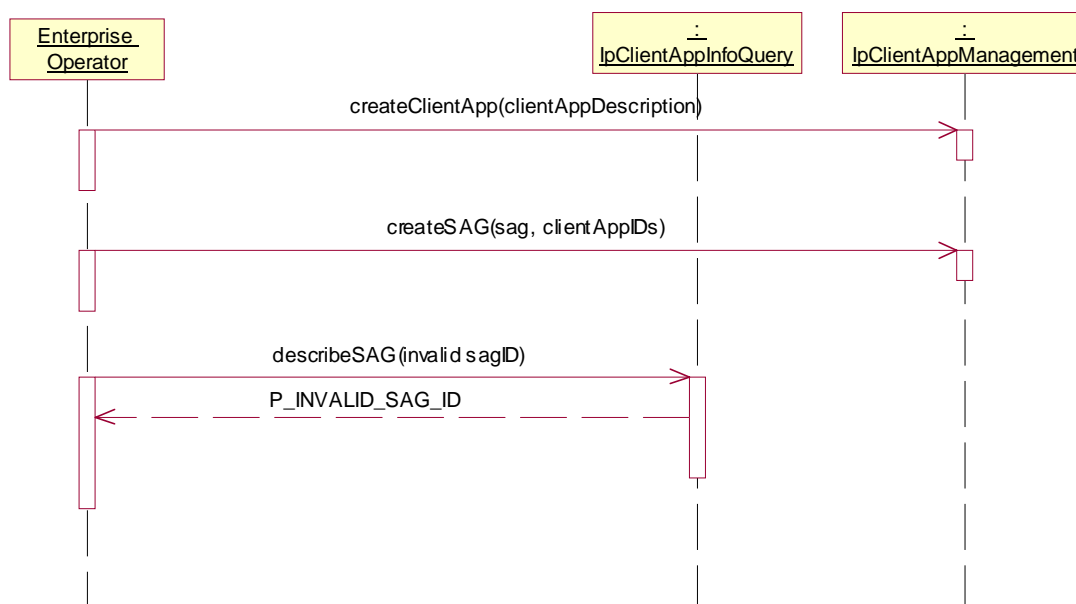 Enterprise
Operator
:
IpClientAppInfoQuery
:
IpClientAppManagement
createClientApp(clientAppDescription)
createSAG(sag, clientAppIDs)
describeSAG(invalid sagID)
P_INVALID_SAG_ID